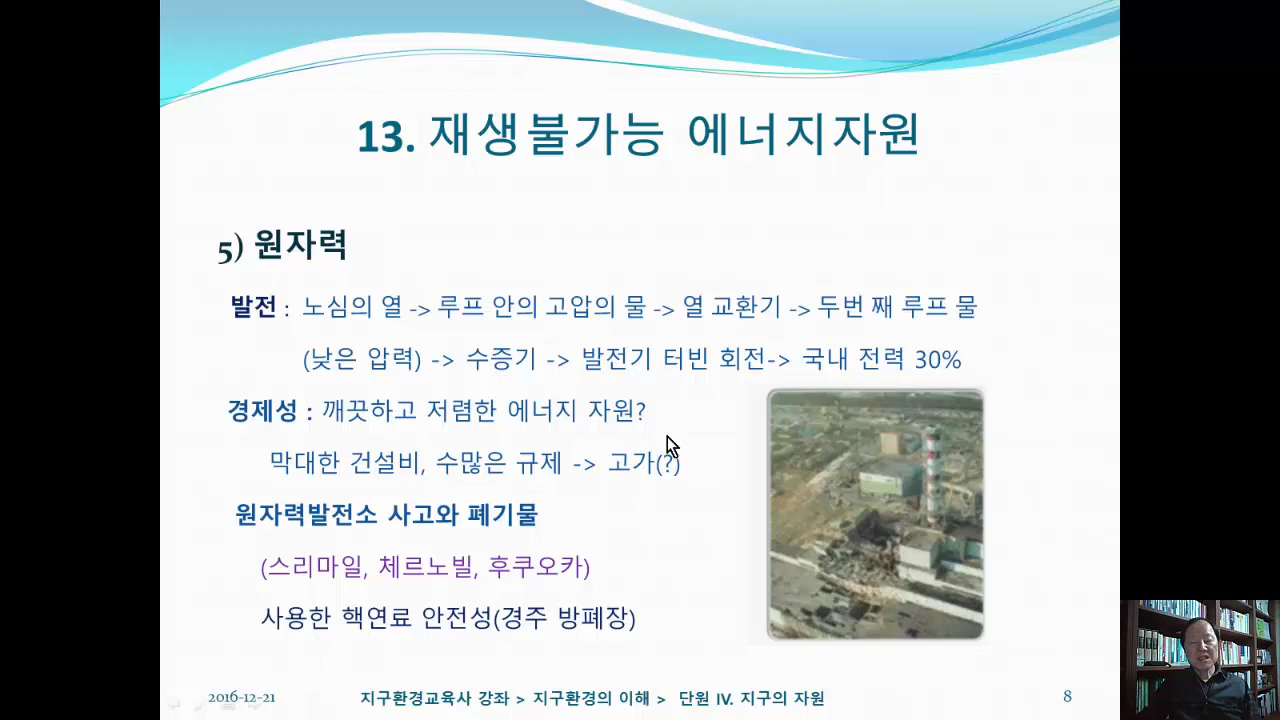 13. 재생불가능 에너지자원
5) 원자력
발전 : 노심의 열 -> 루프 안의 고압의 물 -> 열 교환기 -> 두번 째 루프 물
(낮은 압력) -> 수증기 -> 발전기 터빈 회전-> 국내 전력 30%
경제성 : 깨끗하고 저렴한 에너지 자원?
막대한 건설비, 수많은 규제 -> 고가(?)
원자력발전소 사고와 폐기물
(스리마일, 체르노빌, 후쿠오카)
사용한 핵연료 안전성(경주 방폐장)
2016-12-21 지구환경교육사 강좌 > 지구환경의 이해 > 단원 IV. 지구의 자원 8